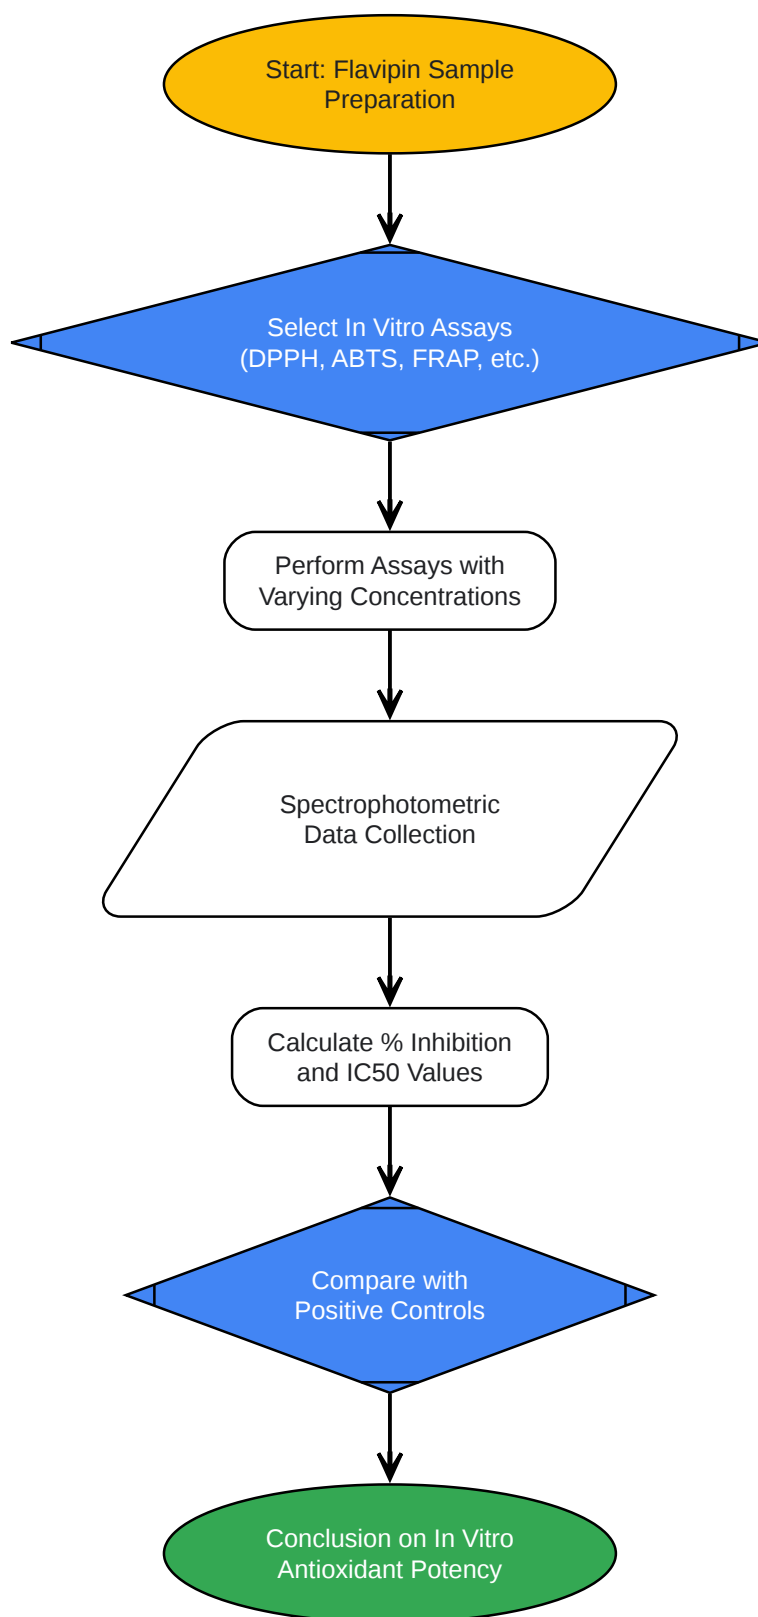 Start: Flavipin Sample
Preparation
Select In Vitro Assays
(DPPH, ABTS, FRAP, etc.)
Perform Assays with
Varying Concentrations
Spectrophotometric
Data Collection
Calculate % Inhibition
and IC50 Values
Compare with
Positive Controls
Conclusion on In Vitro
Antioxidant Potency